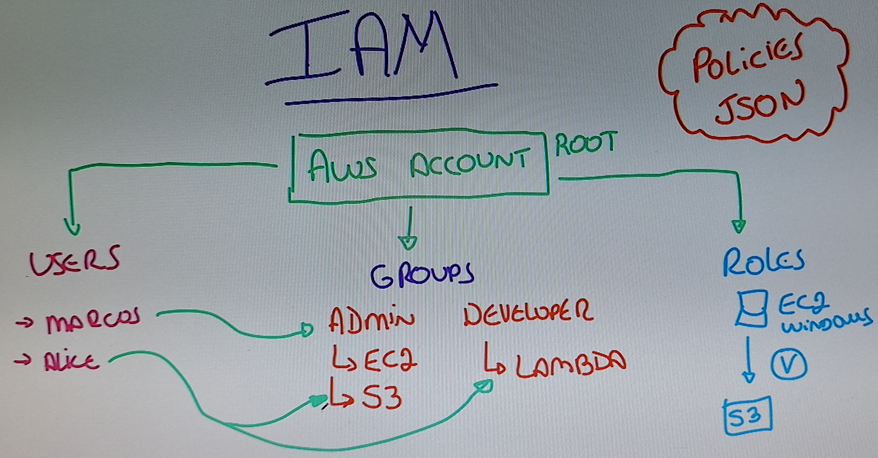 IAM
Policies
JSON
AWS ACCOUNT
ROOT
USERS
GROUPS
ROLES
→ MARCOS
→ ALICE
ADMIN
↳ EC2
↳ S3
DEVELOPER
↳ LAMBDA
EC2
WINDOWS
V
S3